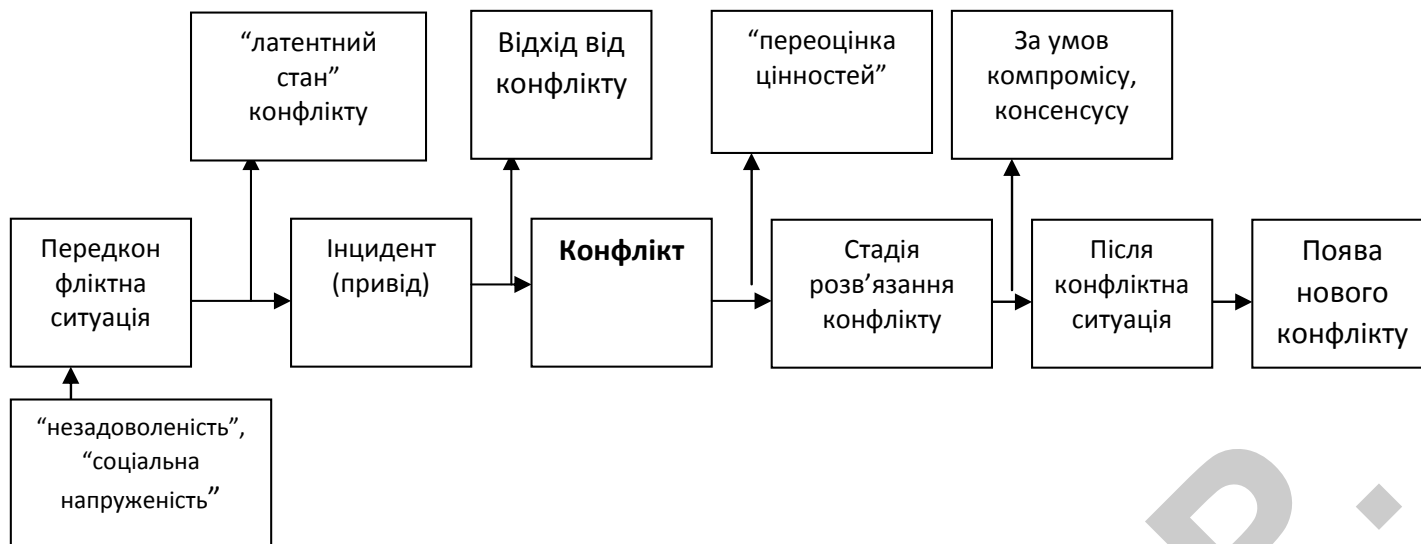 “латентний
стан”
конфлікту
Відхід від
конфлікту
“переоцінка
цінностей”
За умов
компромісу,
консенсусу
Передкон
фліктна
ситуація
Інцидент
(привід)
Конфлікт
Стадія
розв’язання
конфлікту
Після
конфліктна
ситуація
Поява
нового
конфлікту
“незадоволеність”,
“соціальна
напруженість”